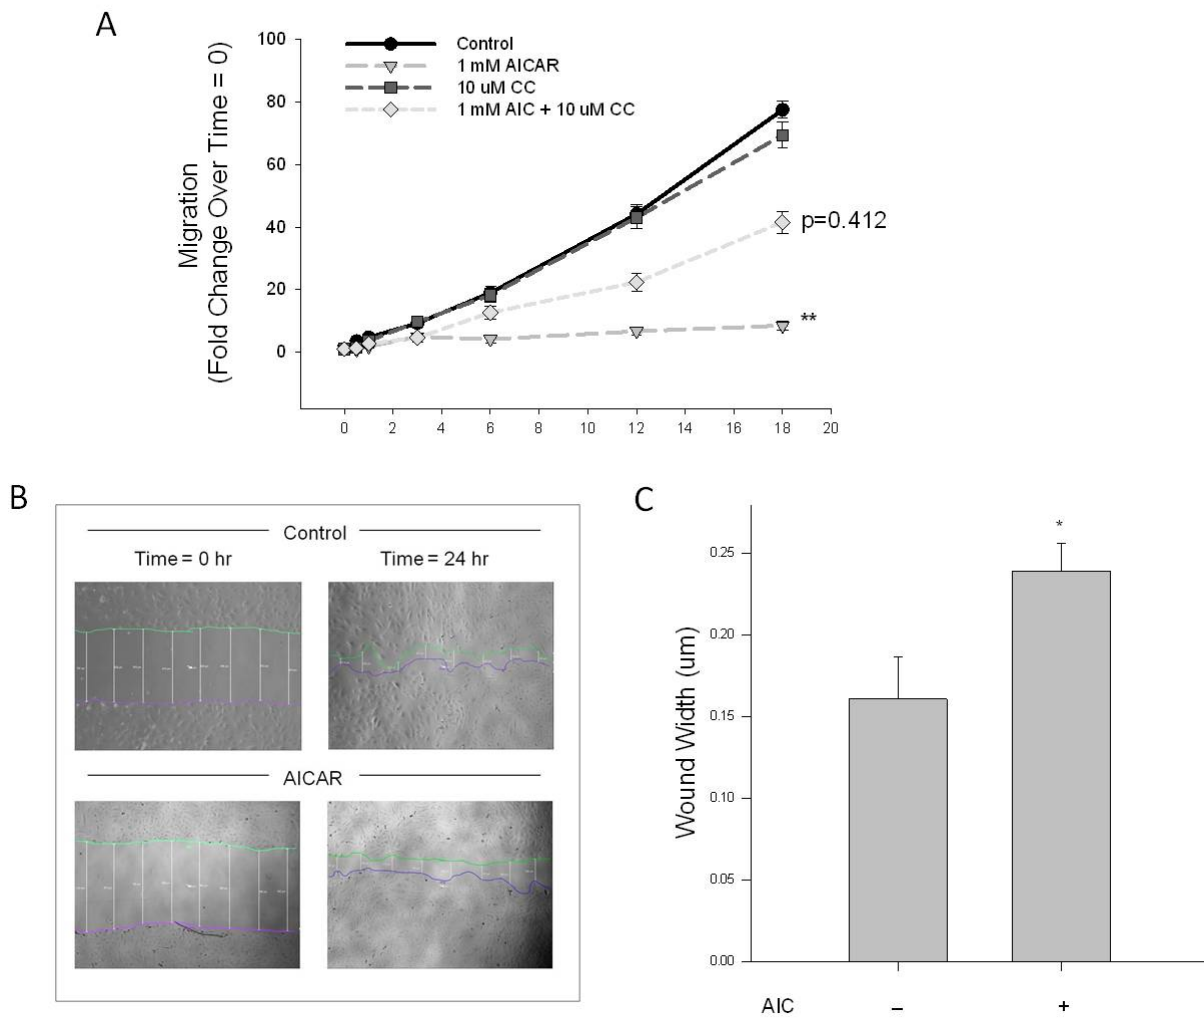 A
Migration
(Fold Change Over Time = 0)
100
80
60
40
20
0
Control
1 mM AICAR
10 uM CC
1 mM AIC + 10 uM CC
p=0.412
**
0 2 4 6 8 10 12 14 16 18 20
B
Control
Time = 0 hr Time = 24 hr
AICAR
C
Wound Width (um)
*
0.25
0.20
0.15
0.10
0.05
0.00
AIC – +